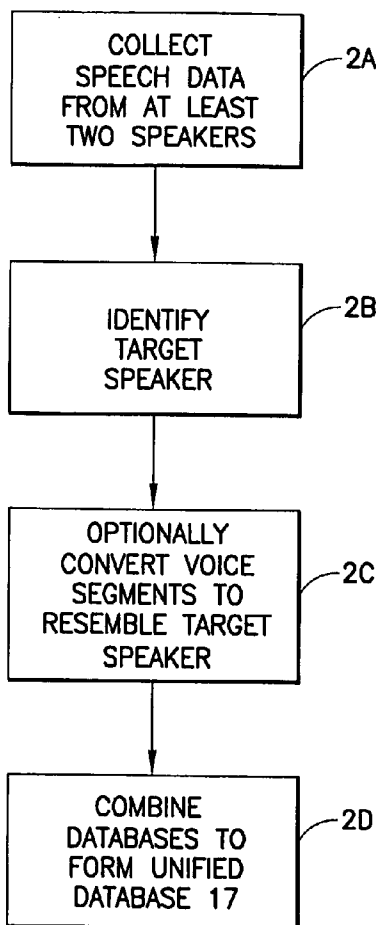 COLLECT
SPEECH DATA
FROM AT LEAST
TWO SPEAKERS
2A
IDENTIFY
TARGET
SPEAKER
2B
OPTIONALLY
CONVERT VOICE
SEGMENTS TO
RESEMBLE TARGET
SPEAKER
2C
COMBINE
DATABASES TO
FORM UNIFIED
DATABASE 17
2D